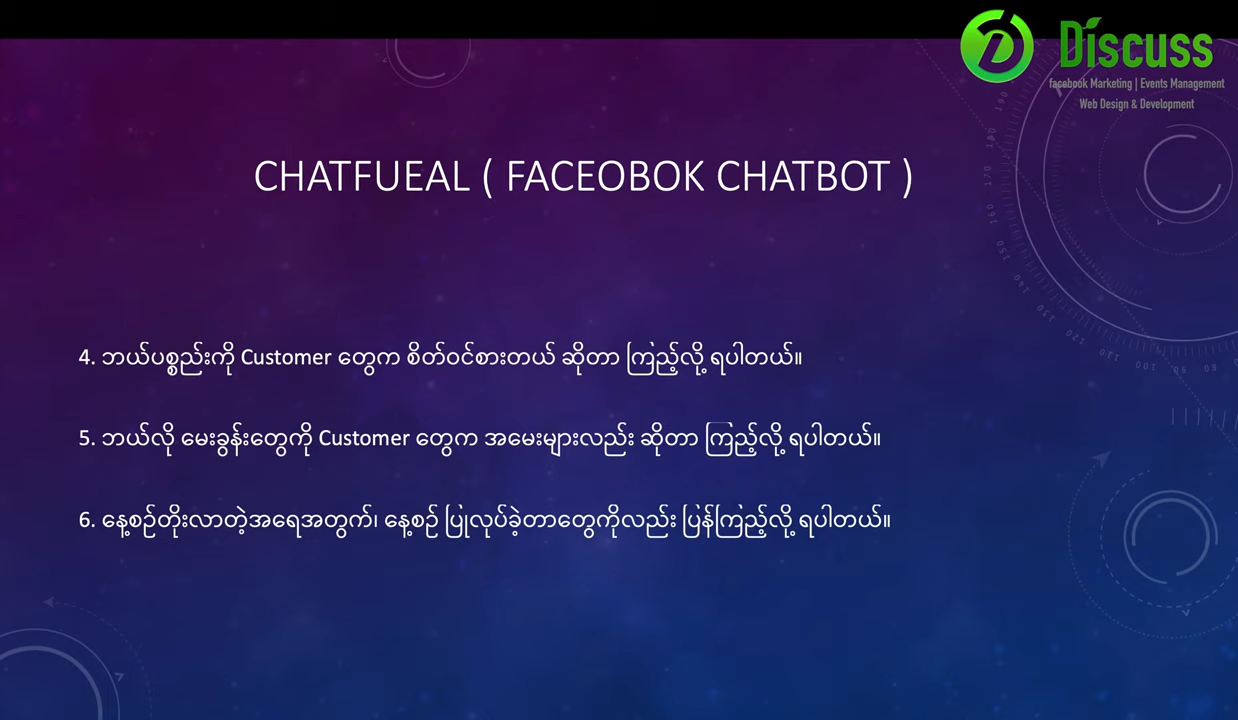 Discuss
facebook Marketing | Events Management
Web Design & Development
CHATFUEAL ( FACEOBOK CHATBOT )
4. ဘယ်ပစ္စည်းကို Customer တွေက စိတ်ဝင်စားတယ် ဆိုတာ ကြည့်လို့ ရပါတယ်။
5. ဘယ်လို မေးခွန်းတွေကို Customer တွေက အမေးများလည်း ဆိုတာ ကြည့်လို့ ရပါတယ်။
6. နေ့စဉ်တိုးလာတဲ့အရေအတွက်၊ နေ့စဉ် ပြုလုပ်ခဲ့တာတွေကိုလည်း ပြန်ကြည့်လို့ ရပါတယ်။